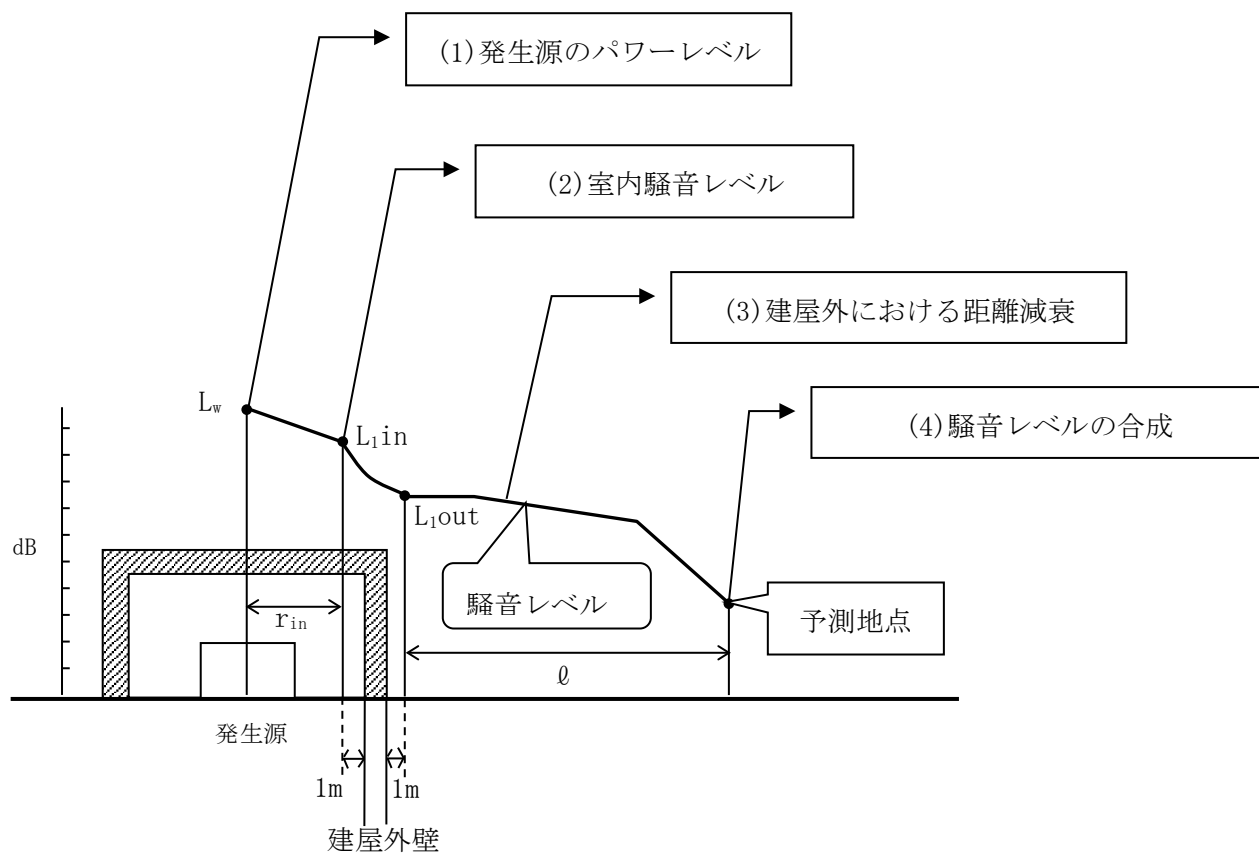 (1)発生源のパワーレベル
(2)室内騒音レベル
(3)建屋外における距離減衰
(4)騒音レベルの合成
Lw
L₁in
L₁out
dB
騒音レベル
予測地点
rin
ℓ
発生源
1m
1m
建屋外壁